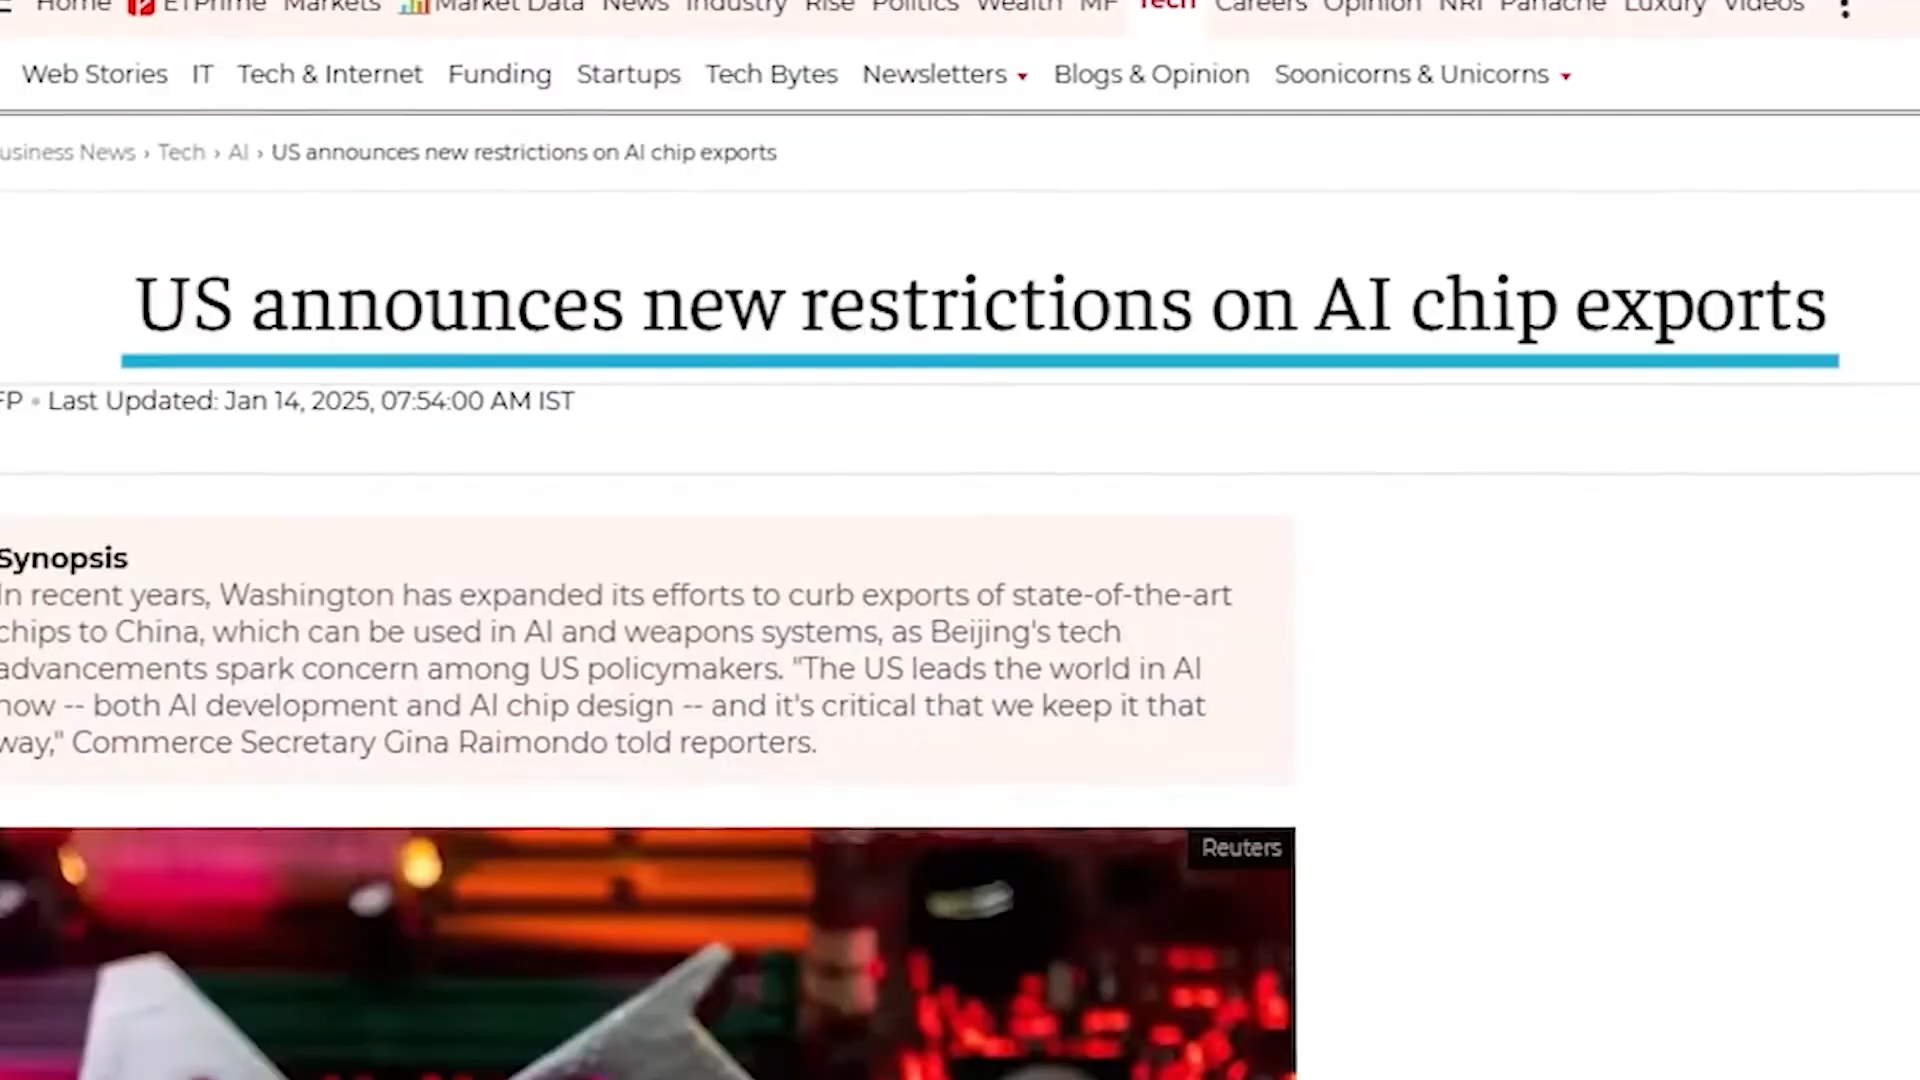 Home ETPrime Markets Market Data News Industry Rise Politics Wealth MF Tech Careers Opinion NRI Panache Luxury Videos
Web Stories IT Tech & Internet Funding Startups Tech Bytes Newsletters Blogs & Opinion Soonicorns & Unicorns
usiness News › Tech › AI › US announces new restrictions on AI chip exports
US announces new restrictions on AI chip exports
FP • Last Updated: Jan 14, 2025, 07:54:00 AM IST
Synopsis
In recent years, Washington has expanded its efforts to curb exports of state-of-the-art
chips to China, which can be used in AI and weapons systems, as Beijing's tech
advancements spark concern among US policymakers. "The US leads the world in AI
now -- both AI development and AI chip design -- and it's critical that we keep it that
way," Commerce Secretary Gina Raimondo told reporters.
Reuters